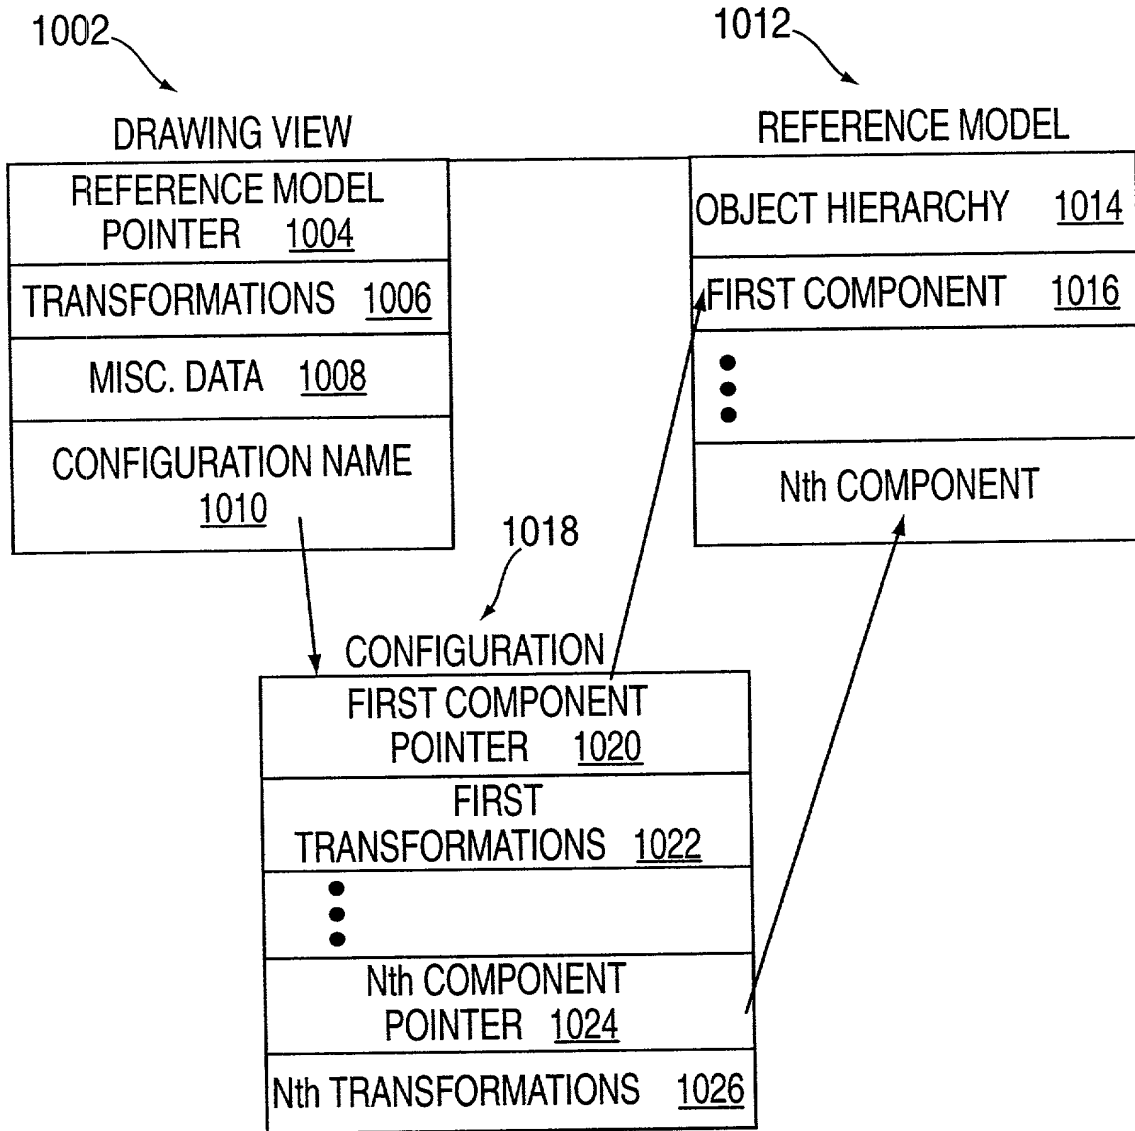 1002
DRAWING VIEW
REFERENCE MODEL
POINTER 1004
TRANSFORMATIONS 1006
MISC. DATA 1008
CONFIGURATION NAME
1010
1012
REFERENCE MODEL
OBJECT HIERARCHY 1014
FIRST COMPONENT 1016
Nth COMPONENT
1018
CONFIGURATION
FIRST COMPONENT
POINTER 1020
FIRST
TRANSFORMATIONS 1022
Nth COMPONENT
POINTER 1024
Nth TRANSFORMATIONS 1026